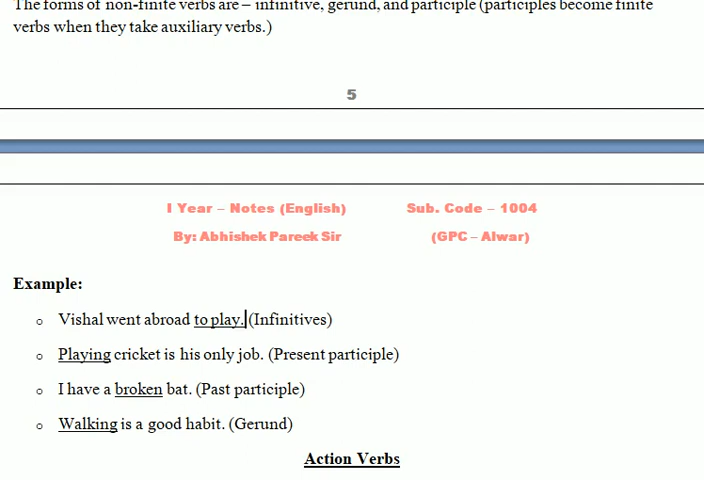 The forms of non-finite verbs are – infinitive, gerund, and participle (participles become finite
verbs when they take auxiliary verbs.)
5
I Year – Notes (English) Sub. Code – 1004
By: Abhishek Pareek Sir (GPC – Alwar)
Example:
o Vishal went abroad to play. (Infinitives)
o Playing cricket is his only job. (Present participle)
o I have a broken bat. (Past participle)
o Walking is a good habit. (Gerund)
Action Verbs